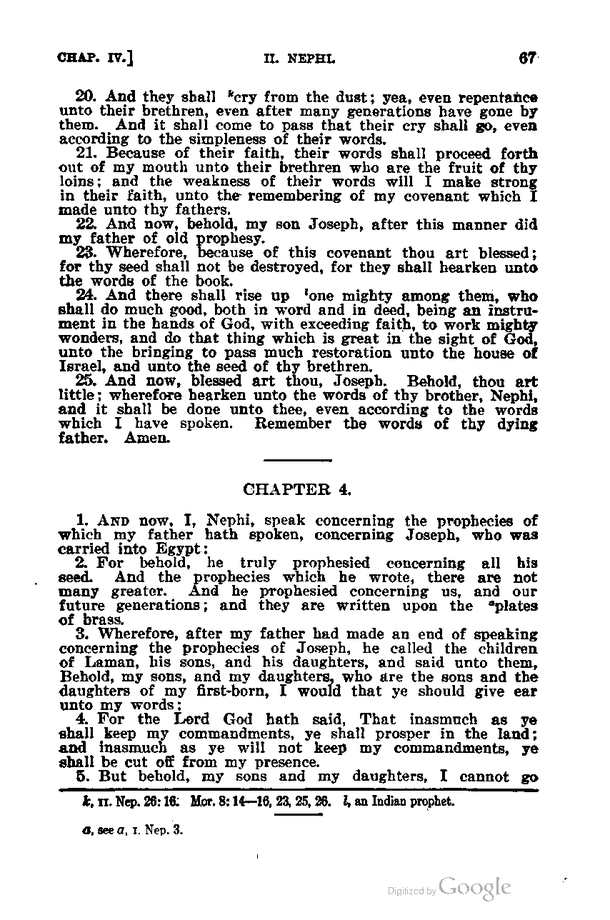 CHAP. IV.] II. NEPHI. 67
20. And they shall ᵏcry from the dust; yea, even repentance
unto their brethren, even after many generations have gone by
them. And it shall come to pass that their cry shall go, even
according to the simpleness of their words.
21. Because of their faith, their words shall proceed forth
out of my mouth unto their brethren who are the fruit of thy
loins; and the weakness of their words will I make strong
in their faith, unto the remembering of my covenant which I
made unto thy fathers.
22. And now, behold, my son Joseph, after this manner did
my father of old prophesy.
23. Wherefore, because of this covenant thou art blessed;
for thy seed shall not be destroyed, for they shall hearken unto
the words of the book.
24. And there shall rise up ˡone mighty among them, who
shall do much good, both in word and in deed, being an instru-
ment in the hands of God, with exceeding faith, to work mighty
wonders, and do that thing which is great in the sight of God,
unto the bringing to pass much restoration unto the house of
Israel, and unto the seed of thy brethren.
25. And now, blessed art thou, Joseph. Behold, thou art
little; wherefore hearken unto the words of thy brother, Nephi,
and it shall be done unto thee, even according to the words
which I have spoken. Remember the words of thy dying
father. Amen.
CHAPTER 4.
1. AND now, I, Nephi, speak concerning the prophecies of
which my father hath spoken, concerning Joseph, who was
carried into Egypt:
2. For behold, he truly prophesied concerning all his
seed. And the prophecies which he wrote, there are not
many greater. And he prophesied concerning us, and our
future generations; and they are written upon the ᵃplates
of brass.
3. Wherefore, after my father had made an end of speaking
concerning the prophecies of Joseph, he called the children
of Laman, his sons, and his daughters, and said unto them,
Behold, my sons, and my daughters, who are the sons and the
daughters of my first-born, I would that ye should give ear
unto my words:
4. For the Lord God hath said, That inasmuch as ye
shall keep my commandments, ye shall prosper in the land;
and inasmuch as ye will not keep my commandments, ye
shall be cut off from my presence.
5. But behold, my sons and my daughters, I cannot go
k, II. Nep. 26:16. Mor. 8:14—16, 23, 25, 26. l, an Indian prophet.
a, see a, I. Nep. 3.
Digitized by Google